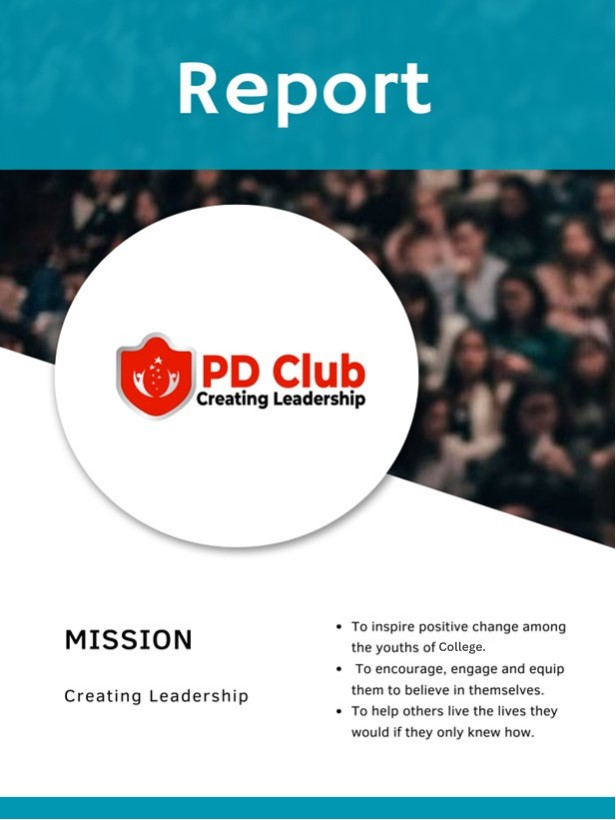 Report
PD Club
Creating Leadership
MISSION
Creating Leadership
• To inspire positive change among
the youths of College.
• To encourage, engage and equip
them to believe in themselves.
• To help others live the lives they
would if they only knew how.